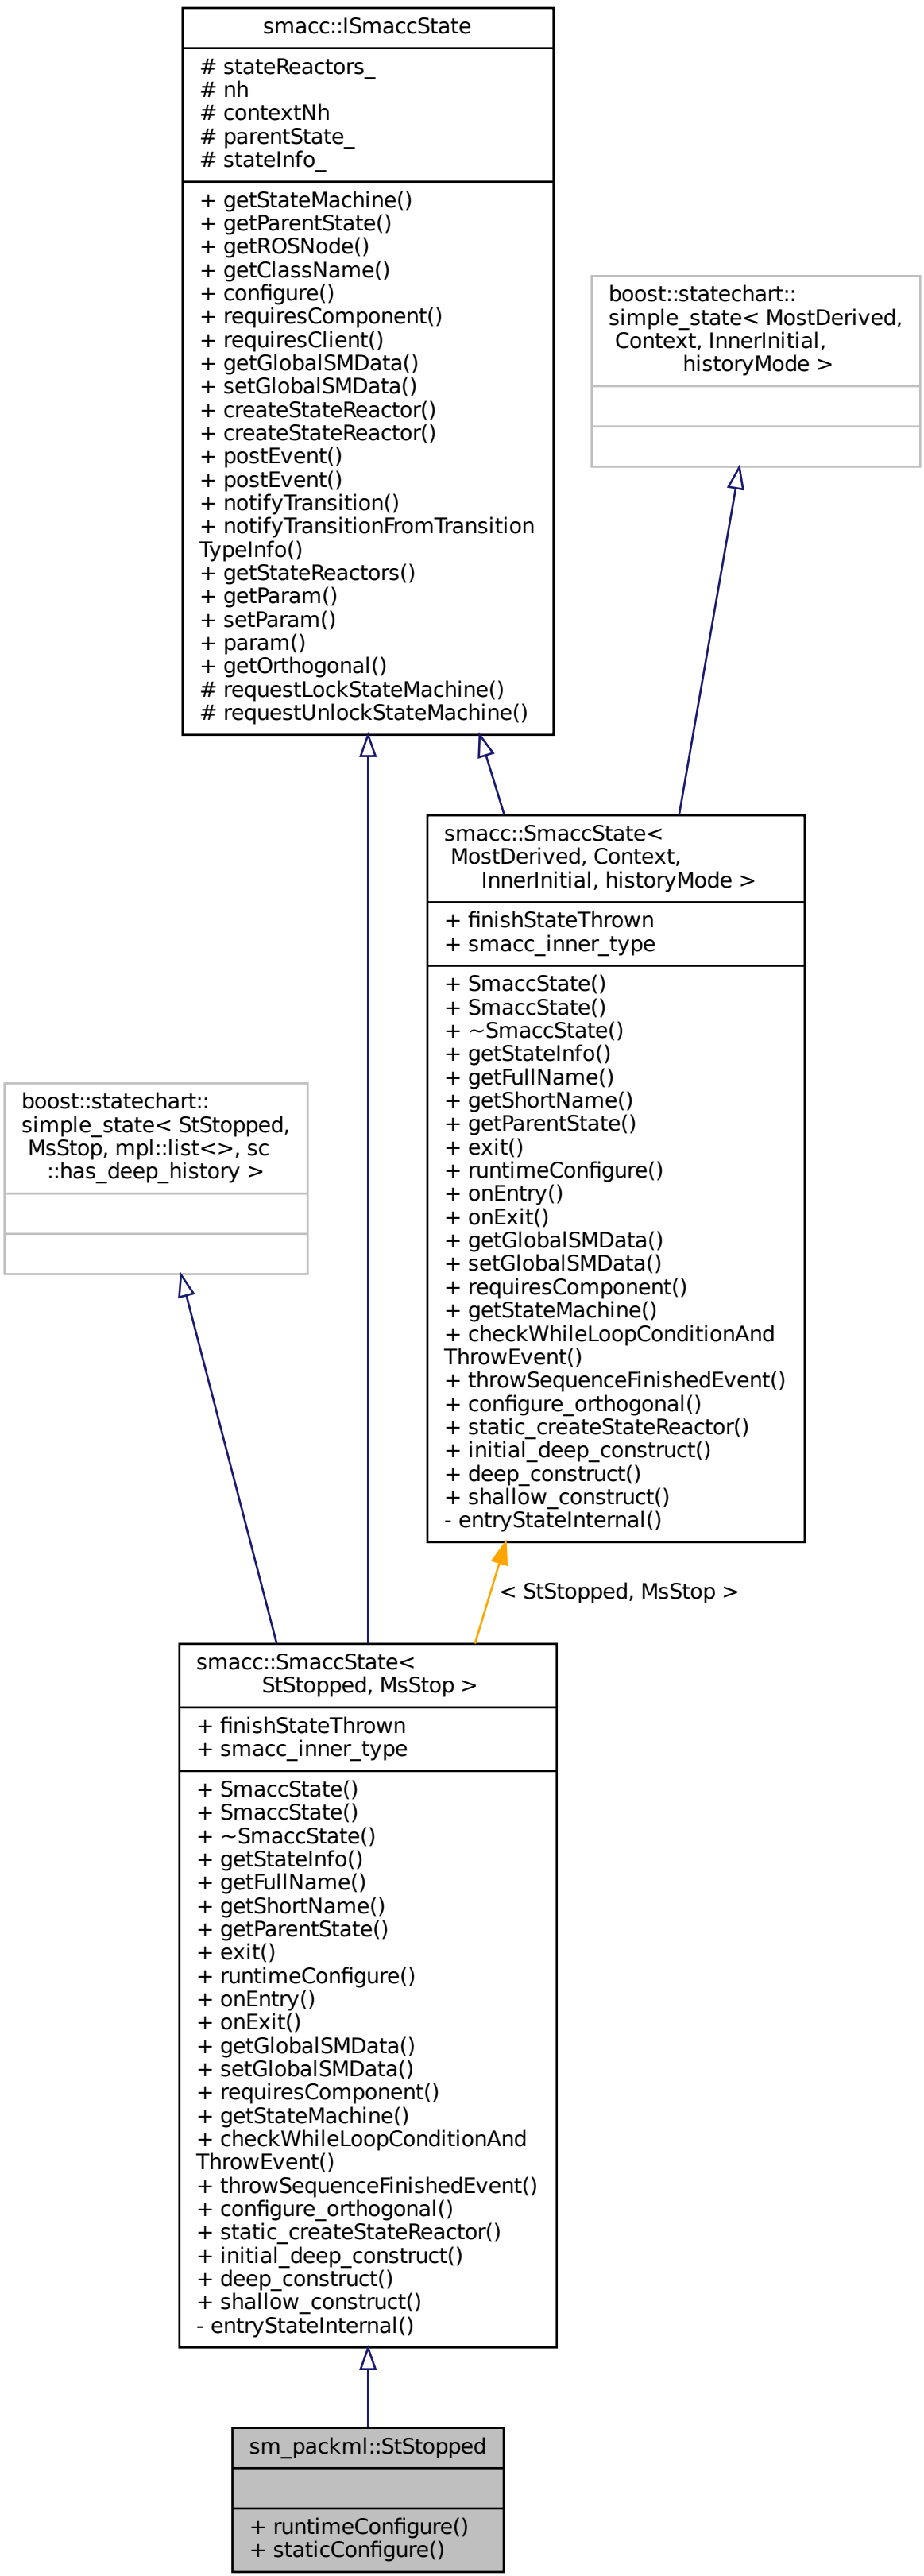 smacc::ISmaccState
# stateReactors_
# nh
# contextNh
# parentState_
# stateInfo_
+ getStateMachine()
+ getParentState()
+ getROSNode()
+ getClassName()
+ configure()
+ requiresComponent()
+ requiresClient()
+ getGlobalSMData()
+ setGlobalSMData()
+ createStateReactor()
+ createStateReactor()
+ postEvent()
+ postEvent()
+ notifyTransition()
+ notifyTransitionFromTransition
TypeInfo()
+ getStateReactors()
+ getParam()
+ setParam()
+ param()
+ getOrthogonal()
# requestLockStateMachine()
# requestUnlockStateMachine()
boost::statechart::
simple_state< MostDerived,
Context, InnerInitial,
historyMode >
smacc::SmaccState<
MostDerived, Context,
InnerInitial, historyMode >
+ finishStateThrown
+ smacc_inner_type
+ SmaccState()
+ SmaccState()
+ ~SmaccState()
+ getStateInfo()
+ getFullName()
+ getShortName()
+ getParentState()
+ exit()
+ runtimeConfigure()
+ onEntry()
+ onExit()
+ getGlobalSMData()
+ setGlobalSMData()
+ requiresComponent()
+ getStateMachine()
+ checkWhileLoopConditionAnd
ThrowEvent()
+ throwSequenceFinishedEvent()
+ configure_orthogonal()
+ static_createStateReactor()
+ initial_deep_construct()
+ deep_construct()
+ shallow_construct()
- entryStateInternal()
boost::statechart::
simple_state< StStopped,
MsStop, mpl::list<>, sc
::has_deep_history >
< StStopped, MsStop >
smacc::SmaccState<
StStopped, MsStop >
+ finishStateThrown
+ smacc_inner_type
+ SmaccState()
+ SmaccState()
+ ~SmaccState()
+ getStateInfo()
+ getFullName()
+ getShortName()
+ getParentState()
+ exit()
+ runtimeConfigure()
+ onEntry()
+ onExit()
+ getGlobalSMData()
+ setGlobalSMData()
+ requiresComponent()
+ getStateMachine()
+ checkWhileLoopConditionAnd
ThrowEvent()
+ throwSequenceFinishedEvent()
+ configure_orthogonal()
+ static_createStateReactor()
+ initial_deep_construct()
+ deep_construct()
+ shallow_construct()
- entryStateInternal()
sm_packml::StStopped
+ runtimeConfigure()
+ staticConfigure()